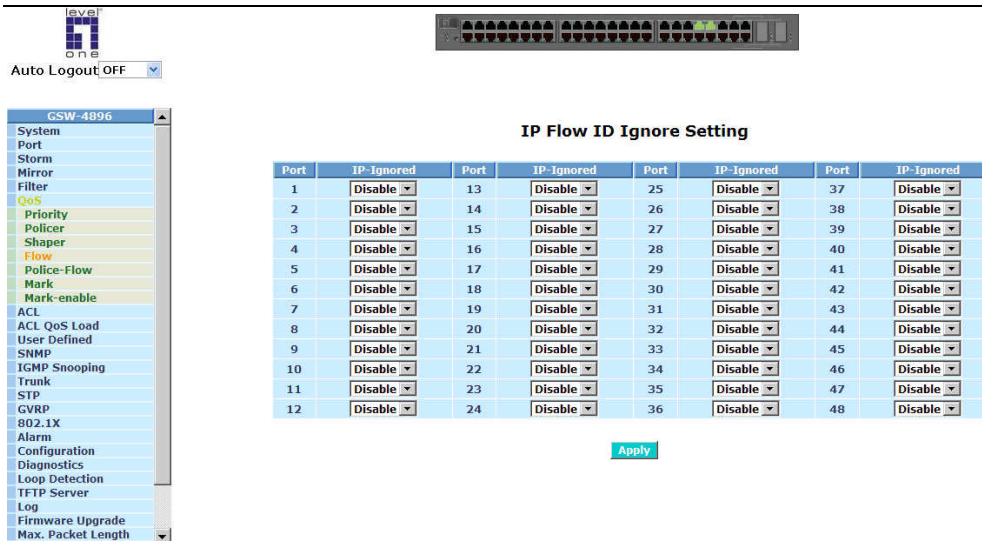 level
one
Auto Logout OFF
GSW-4896
System
Port
Storm
Mirror
Filter
QoS
Priority
Policer
Shaper
Flow
Police-Flow
Mark
Mark-enable
ACL
ACL QoS Load
User Defined
SNMP
IGMP Snooping
Trunk
STP
GVRP
802.1X
Alarm
Configuration
Diagnostics
Loop Detection
TFTP Server
Log
Firmware Upgrade
Max. Packet Length
IP Flow ID Ignore Setting
Port IP-Ignored Port IP-Ignored Port IP-Ignored Port IP-Ignored
1 Disable 13 Disable 25 Disable 37 Disable
2 Disable 14 Disable 26 Disable 38 Disable
3 Disable 15 Disable 27 Disable 39 Disable
4 Disable 16 Disable 28 Disable 40 Disable
5 Disable 17 Disable 29 Disable 41 Disable
6 Disable 18 Disable 30 Disable 42 Disable
7 Disable 19 Disable 31 Disable 43 Disable
8 Disable 20 Disable 32 Disable 44 Disable
9 Disable 21 Disable 33 Disable 45 Disable
10 Disable 22 Disable 34 Disable 46 Disable
11 Disable 23 Disable 35 Disable 47 Disable
12 Disable 24 Disable 36 Disable 48 Disable
Apply